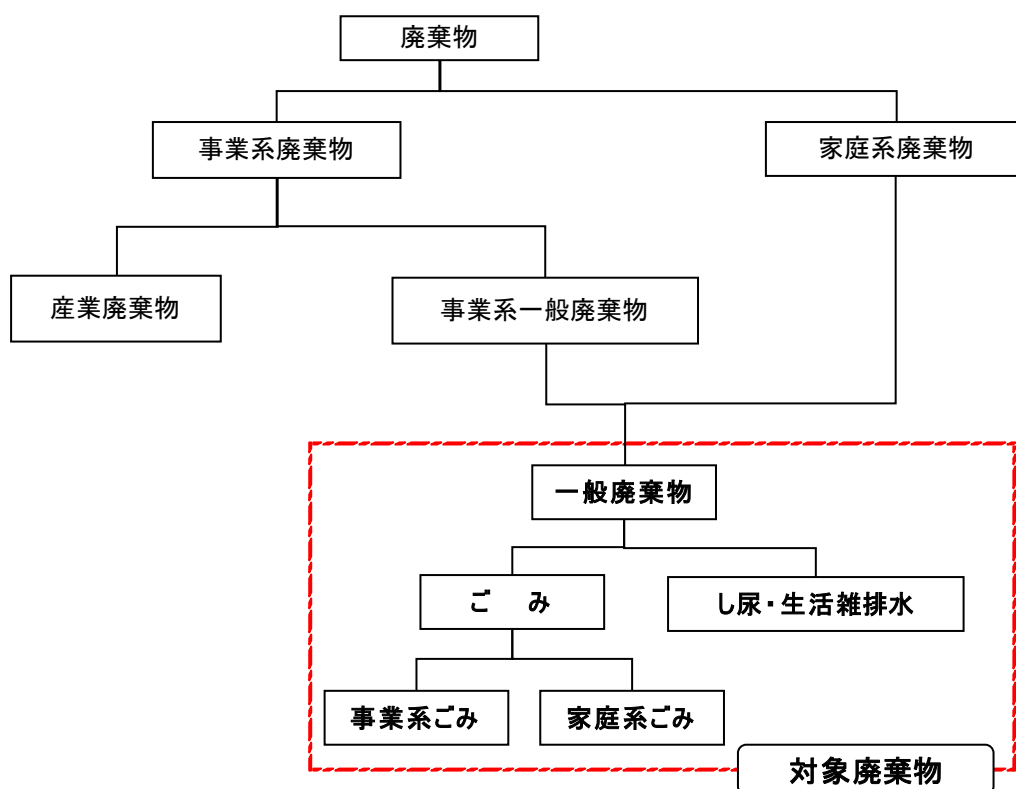 廃棄物
事業系廃棄物
家庭系廃棄物
産業廃棄物
事業系一般廃棄物
一般廃棄物
ごみ
し尿・生活雑排水
事業系ごみ
家庭系ごみ
対象廃棄物